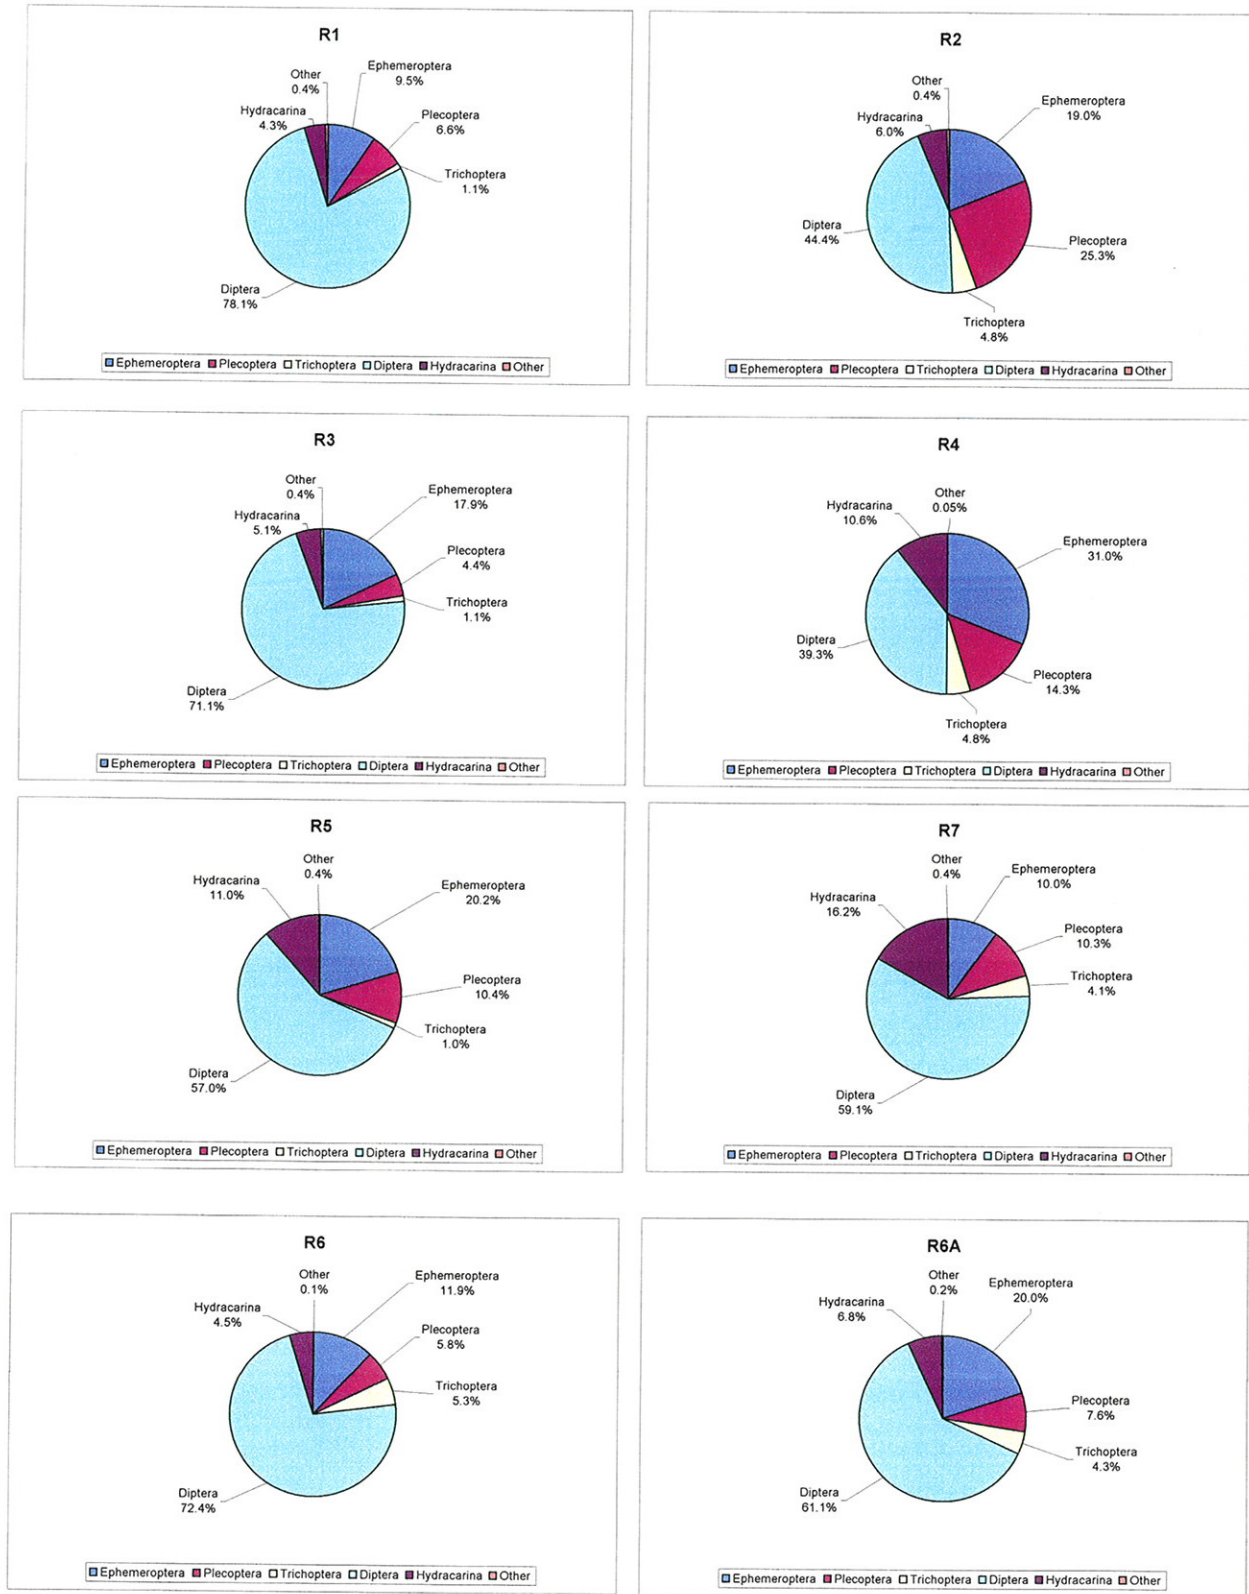 R1
Other
0.4%
Ephemeroptera
9.5%
Hydracarina
4.3%
Plecoptera
6.6%
Trichoptera
1.1%
Diptera
78.1%
Ephemeroptera Plecoptera Trichoptera Diptera Hydracarina Other
R2
Other
0.4%
Ephemeroptera
19.0%
Hydracarina
6.0%
Diptera
44.4%
Plecoptera
25.3%
Trichoptera
4.8%
Ephemeroptera Plecoptera Trichoptera Diptera Hydracarina Other
R3
Other
0.4%
Ephemeroptera
17.9%
Hydracarina
5.1%
Plecoptera
4.4%
Trichoptera
1.1%
Diptera
71.1%
Ephemeroptera Plecoptera Trichoptera Diptera Hydracarina Other
R4
Other
0.05%
Hydracarina
10.6%
Ephemeroptera
31.0%
Diptera
39.3%
Plecoptera
14.3%
Trichoptera
4.8%
Ephemeroptera Plecoptera Trichoptera Diptera Hydracarina Other
R5
Other
0.4%
Hydracarina
11.0%
Ephemeroptera
20.2%
Plecoptera
10.4%
Trichoptera
1.0%
Diptera
57.0%
Ephemeroptera Plecoptera Trichoptera Diptera Hydracarina Other
R7
Other
0.4%
Ephemeroptera
10.0%
Hydracarina
16.2%
Plecoptera
10.3%
Trichoptera
4.1%
Diptera
59.1%
Ephemeroptera Plecoptera Trichoptera Diptera Hydracarina Other
R6
Other
0.1%
Ephemeroptera
11.9%
Hydracarina
4.5%
Plecoptera
5.8%
Trichoptera
5.3%
Diptera
72.4%
Ephemeroptera Plecoptera Trichoptera Diptera Hydracarina Other
R6A
Other
0.2%
Ephemeroptera
20.0%
Hydracarina
6.8%
Plecoptera
7.6%
Trichoptera
4.3%
Diptera
61.1%
Ephemeroptera Plecoptera Trichoptera Diptera Hydracarina Other